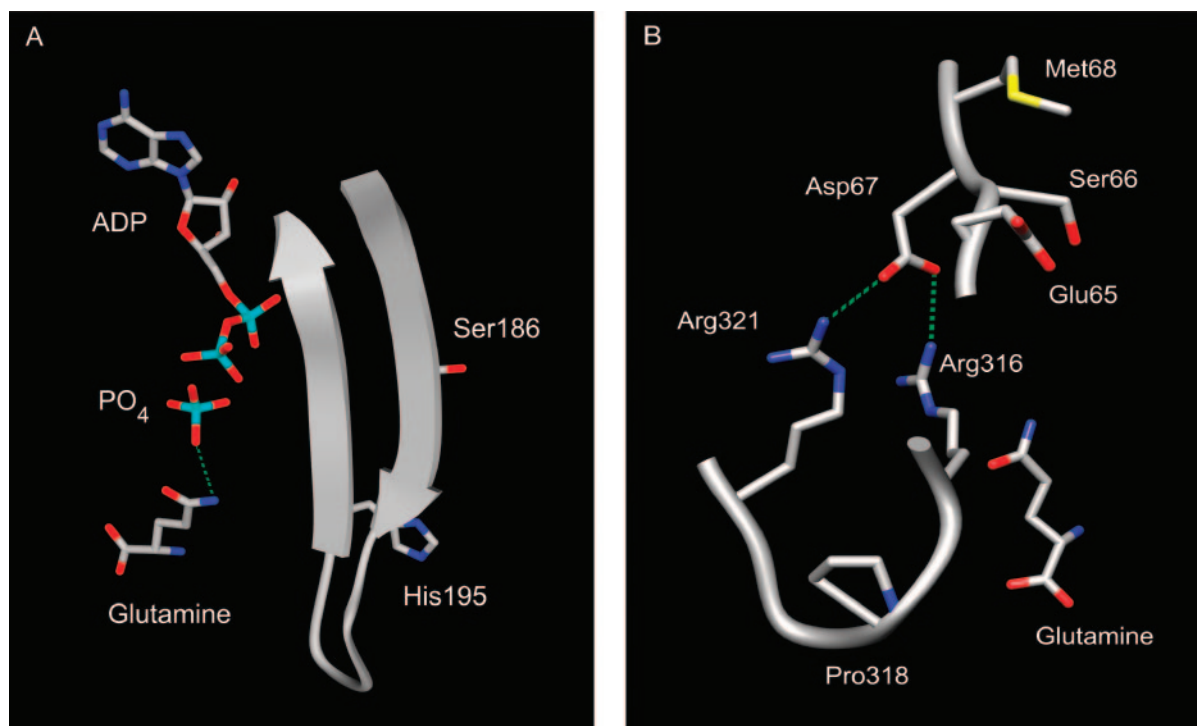 A
ADP
PO4
Glutamine
Ser186
His195
B
Met68
Asp67
Ser66
Glu65
Arg321
Arg316
Pro318
Glutamine